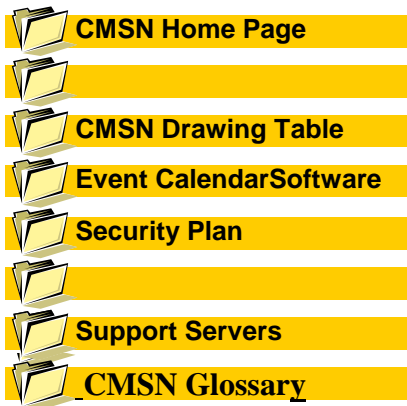 CMSN Home Page
CMSN Drawing Table
Event CalendarSoftware
Security Plan
Support Servers
CMSN Glossary